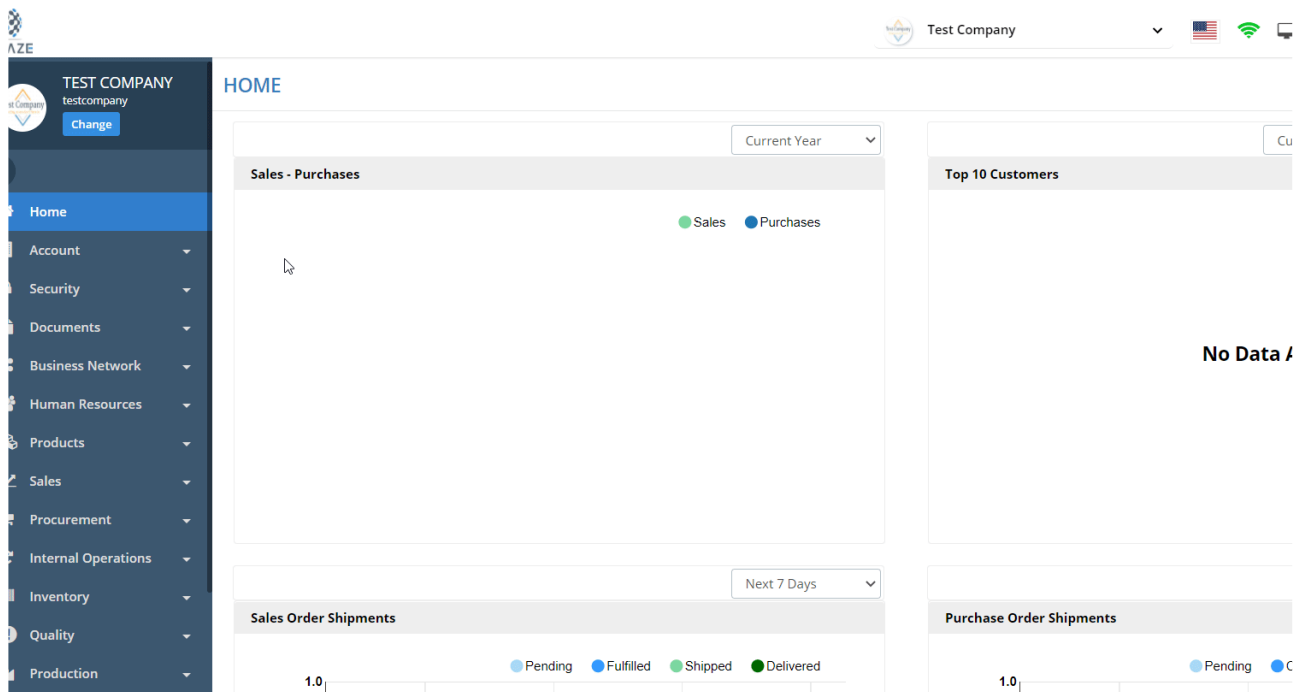 AZE
Test Company
TEST COMPANY
testcompany
Change
HOME
Home
Account
Security
Documents
Business Network
Human Resources
Products
Sales
Procurement
Internal Operations
Inventory
Quality
Production
Current Year
Sales - Purchases
Sales
Purchases
Cu
Top 10 Customers
No Data A
Next 7 Days
Sales Order Shipments
Pending
Fulfilled
Shipped
Delivered
1.0
Purchase Order Shipments
Pending
1.0